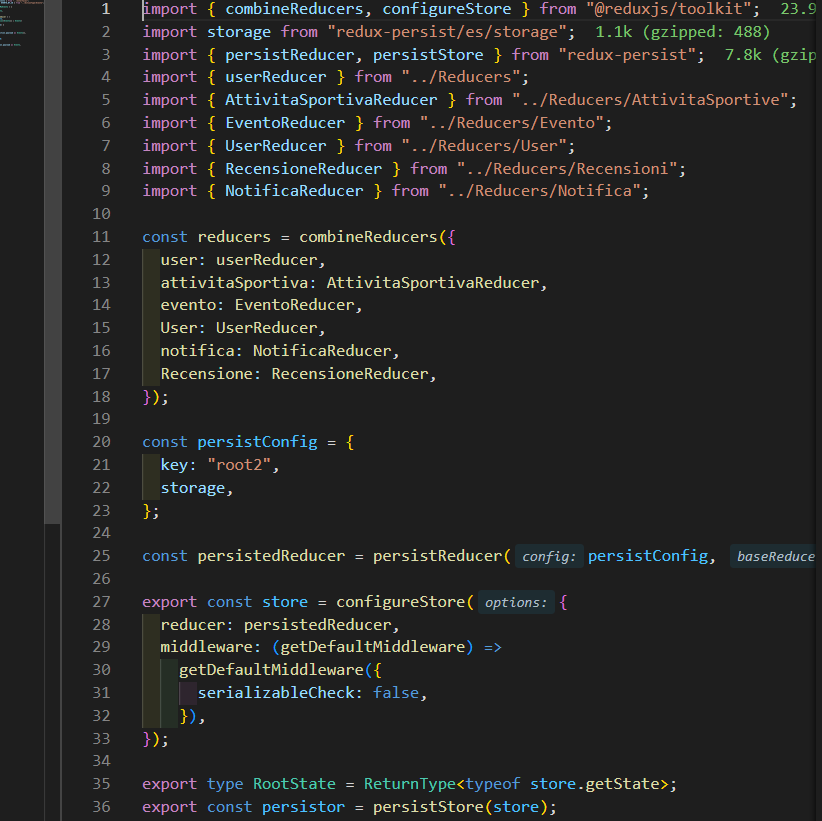 1 import { combineReducers, configureStore } from "@reduxjs/toolkit"; 23.9
2 import storage from "redux-persist/es/storage"; 1.1k (gzipped: 488)
3 import { persistReducer, persistStore } from "redux-persist"; 7.8k (gzip
4 import { userReducer } from "../Reducers";
5 import { AttivitaSportivaReducer } from "../Reducers/AttivitaSportive";
6 import { EventoReducer } from "../Reducers/Evento";
7 import { UserReducer } from "../Reducers/User";
8 import { RecensioneReducer } from "../Reducers/Recensioni";
9 import { NotificaReducer } from "../Reducers/Notifica";
10
11 const reducers = combineReducers({
12 user: userReducer,
13 attivitaSportiva: AttivitaSportivaReducer,
14 evento: EventoReducer,
15 User: UserReducer,
16 notifica: NotificaReducer,
17 Recensione: RecensioneReducer,
18 });
19
20 const persistConfig = {
21 key: "root2",
22 storage,
23 };
24
25 const persistedReducer = persistReducer( config: persistConfig, baseReduce
26
27 export const store = configureStore( options: {
28 reducer: persistedReducer,
29 middleware: (getDefaultMiddleware) =>
30 getDefaultMiddleware({
31 serializableCheck: false,
32 }),
33 });
34
35 export type RootState = ReturnType<typeof store.getState>;
36 export const persistor = persistStore(store);